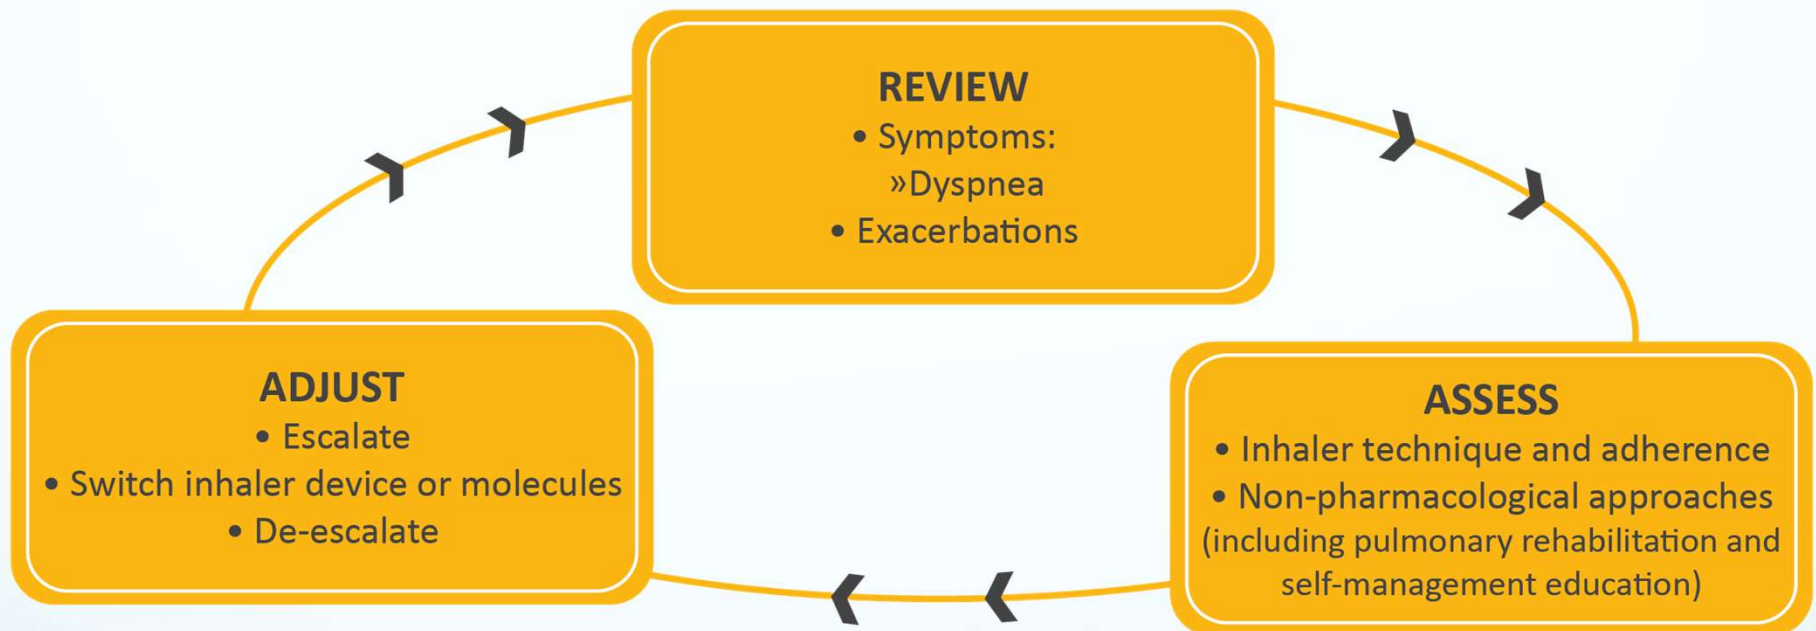 REVIEW
• Symptoms:
»Dyspnea
• Exacerbations
ADJUST
• Escalate
• Switch inhaler device or molecules
• De-escalate
ASSESS
• Inhaler technique and adherence
• Non-pharmacological approaches
(including pulmonary rehabilitation and
self-management education)